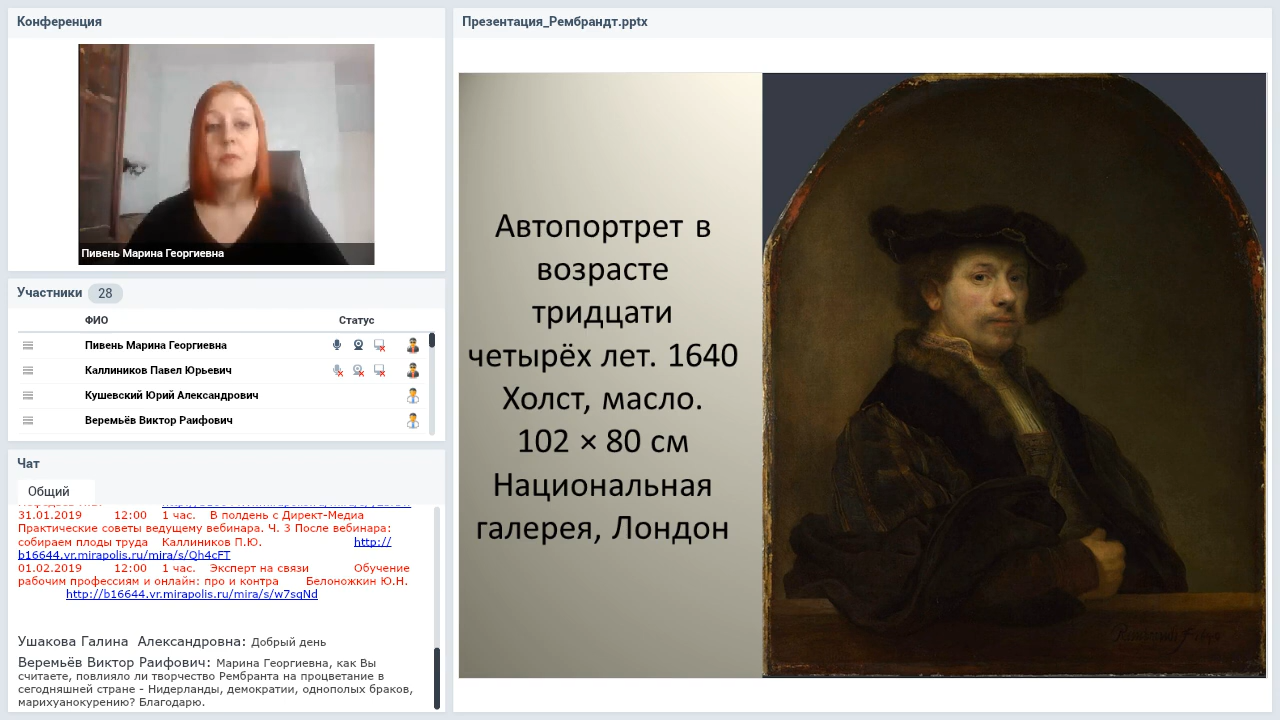 Конференция
Пивень Марина Георгиевна
Участники 28
ФИО Статус
Пивень Марина Георгиевна
Каллиников Павел Юрьевич
Кушевский Юрий Александрович
Веремьёв Виктор Раифович
Чат
Общий
31.01.2019 12:00 1 час. В полдень с Директ-Медиа
Практические советы ведущему вебинара. Ч. 3 После вебинара:
собираем плоды труда Каллиников П.Ю. http://
b16644.vr.mirapolis.ru/mira/s/Qh4cFT
01.02.2019 12:00 1 час. Эксперт на связи Обучение
рабочим профессиям и онлайн: про и контра Белоножкин Ю.Н.
http://b16644.vr.mirapolis.ru/mira/s/w7sqNd
Ушакова Галина Александровна: Добрый день
Веремьёв Виктор Раифович: Марина Георгиевна, как Вы
считаете, повлияло ли творчество Рембранта на процветание в
сегодняшней стране - Нидерланды, демократии, однополых браков,
марихуанокурению? Благодарю.
Презентация_Рембрандт.pptx
Автопортрет в
возрасте
тридцати
четырёх лет. 1640
Холст, масло.
102 × 80 см
Национальная
галерея, Лондон